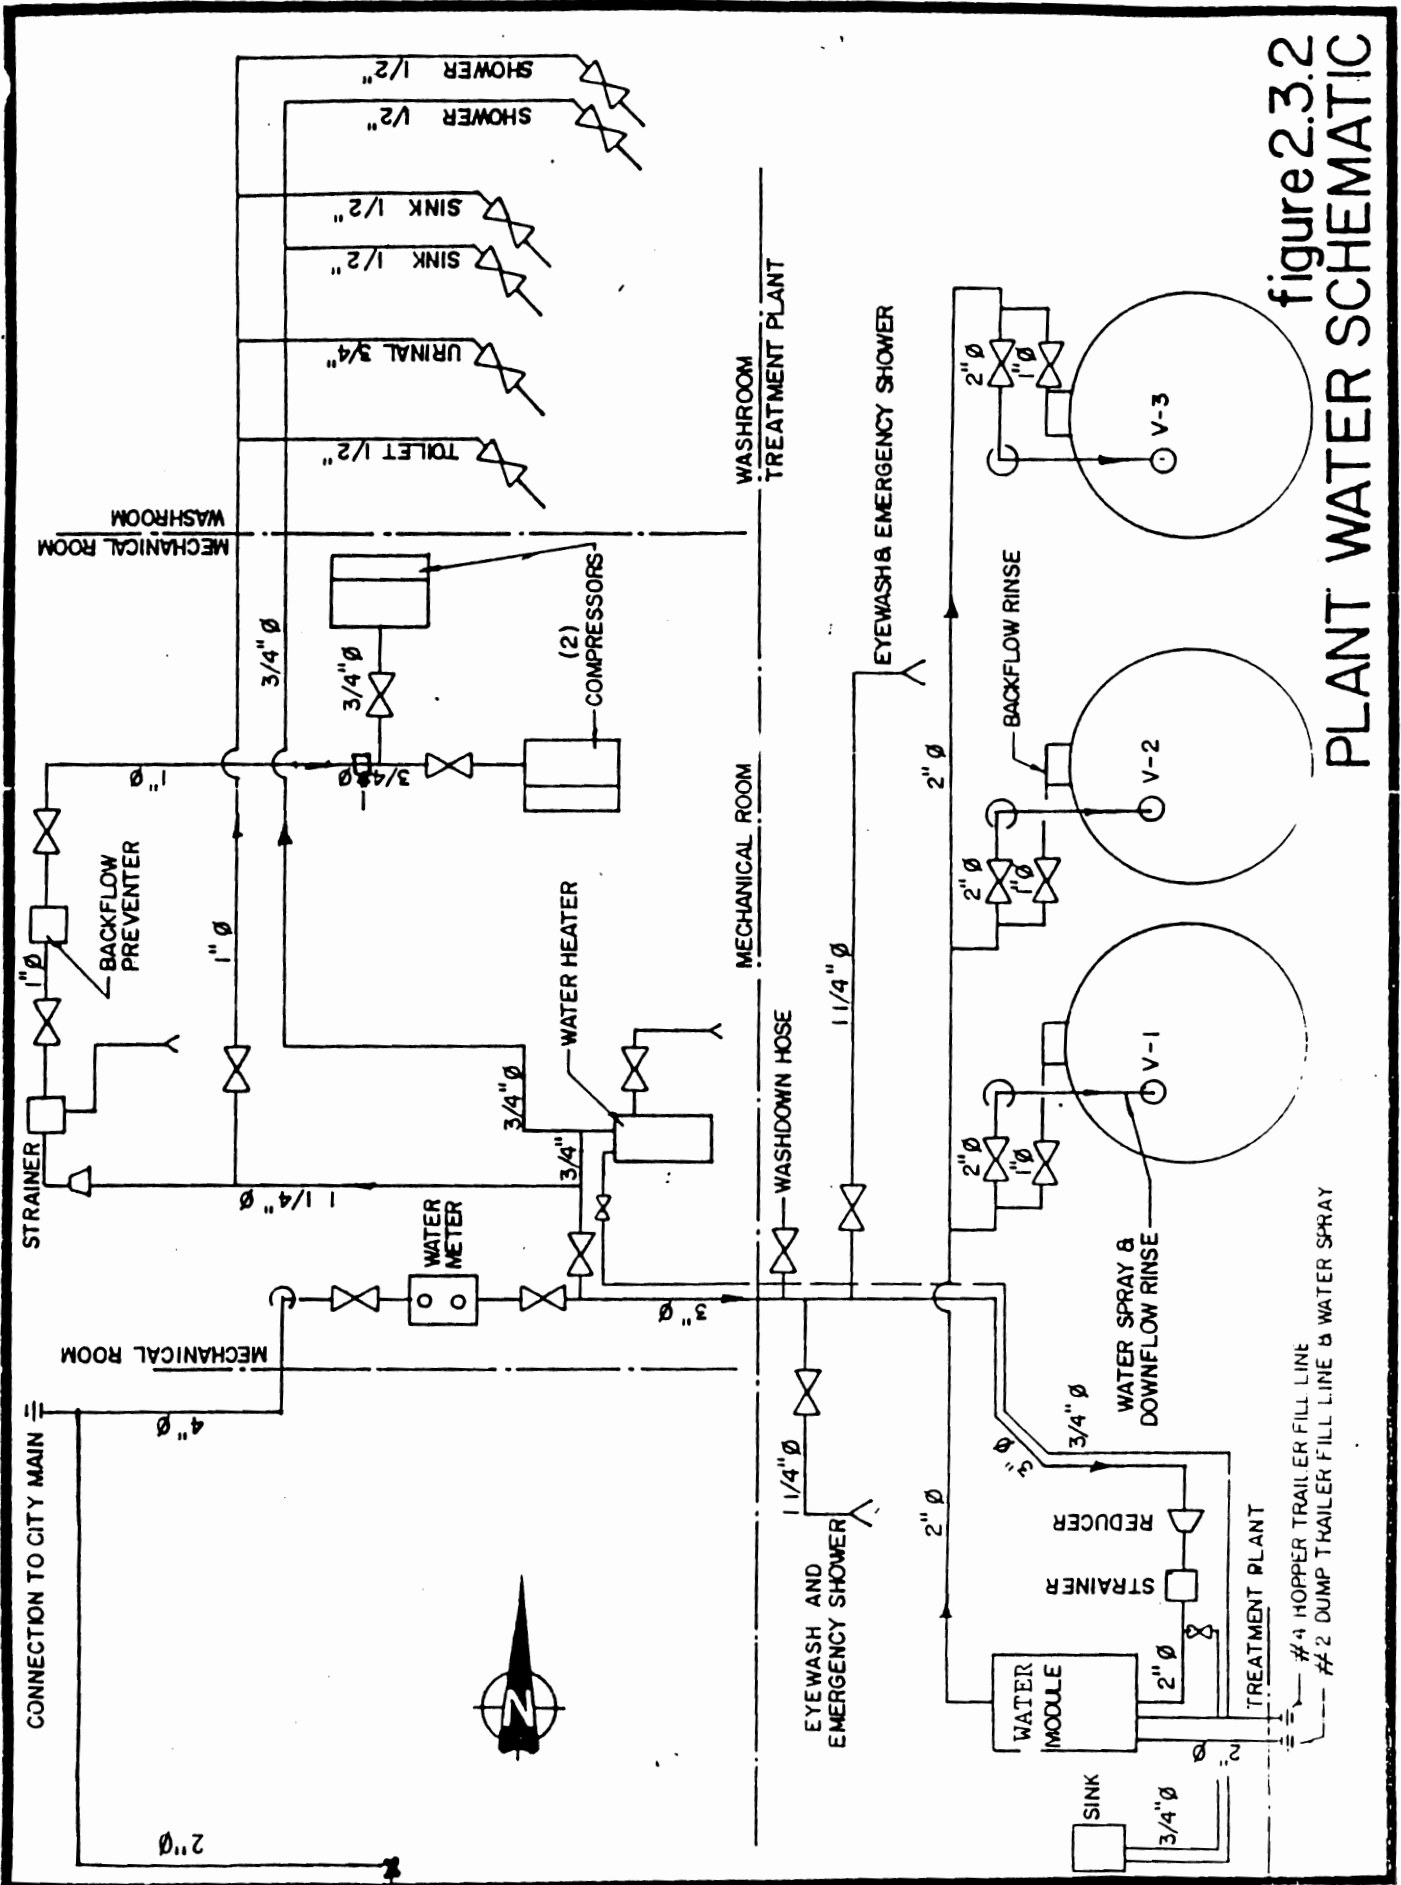 CONNECTION TO CITY MAIN
2"Ø
4"Ø
MECHANICAL ROOM
STRAINER
BACKFLOW
PREVENTER
1"Ø
1"Ø
1"Ø
1 1/4"Ø
WATER
METER
3/4"
3/4"Ø
WATER HEATER
3/4"Ø
3/4"Ø
3/4"Ø
(2)
COMPRESSORS
MECHANICAL ROOM
WASHROOM
TOILET 1/2"
URINAL 3/4"
SINK 1/2"
SINK 1/2"
SHOWER 1/2"
SHOWER 1/2"
3"Ø
MECHANICAL ROOM
WASHROOM
TREATMENT PLANT
WASHDOWN HOSE
1 1/4"Ø
EYEWASH & EMERGENCY SHOWER
1 1/4"Ø
EYEWASH AND
EMERGENCY SHOWER
N
2"Ø
2"Ø
2"Ø
1"Ø
V-1
2"Ø
1"Ø
V-2
2"Ø
1"Ø
V-3
BACKFLOW RINSE
WATER SPRAY &
DOWNFLOW RINSE
3"Ø
3/4"Ø
REDUCER
STRAINER
2"Ø
WATER
MODULE
2"Ø
SINK
3/4"Ø
TREATMENT PLANT
#4 HOPPER TRAILER FILL LINE
#2 DUMP TRAILER FILL LINE & WATER SPRAY
figure 2.3.2
PLANT WATER SCHEMATIC